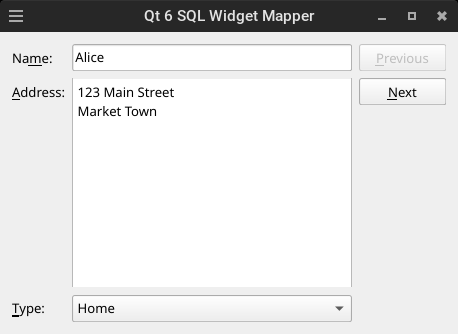 Qt 6 SQL Widget Mapper
Name: Alice Previous
Address: 123 Main Street Next
Market Town
Type: Home